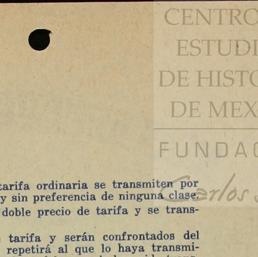 CENTRO
ESTUDI
DE HISTO
DE MEX
FUNDAC
Carlos S
tarifa ordinaria se transmiten por
y sin preferencia de ninguna clase.
doble precio de tarifa y se trans-
tarifa y serán confrontados del
repetirá al que lo haya transmi-